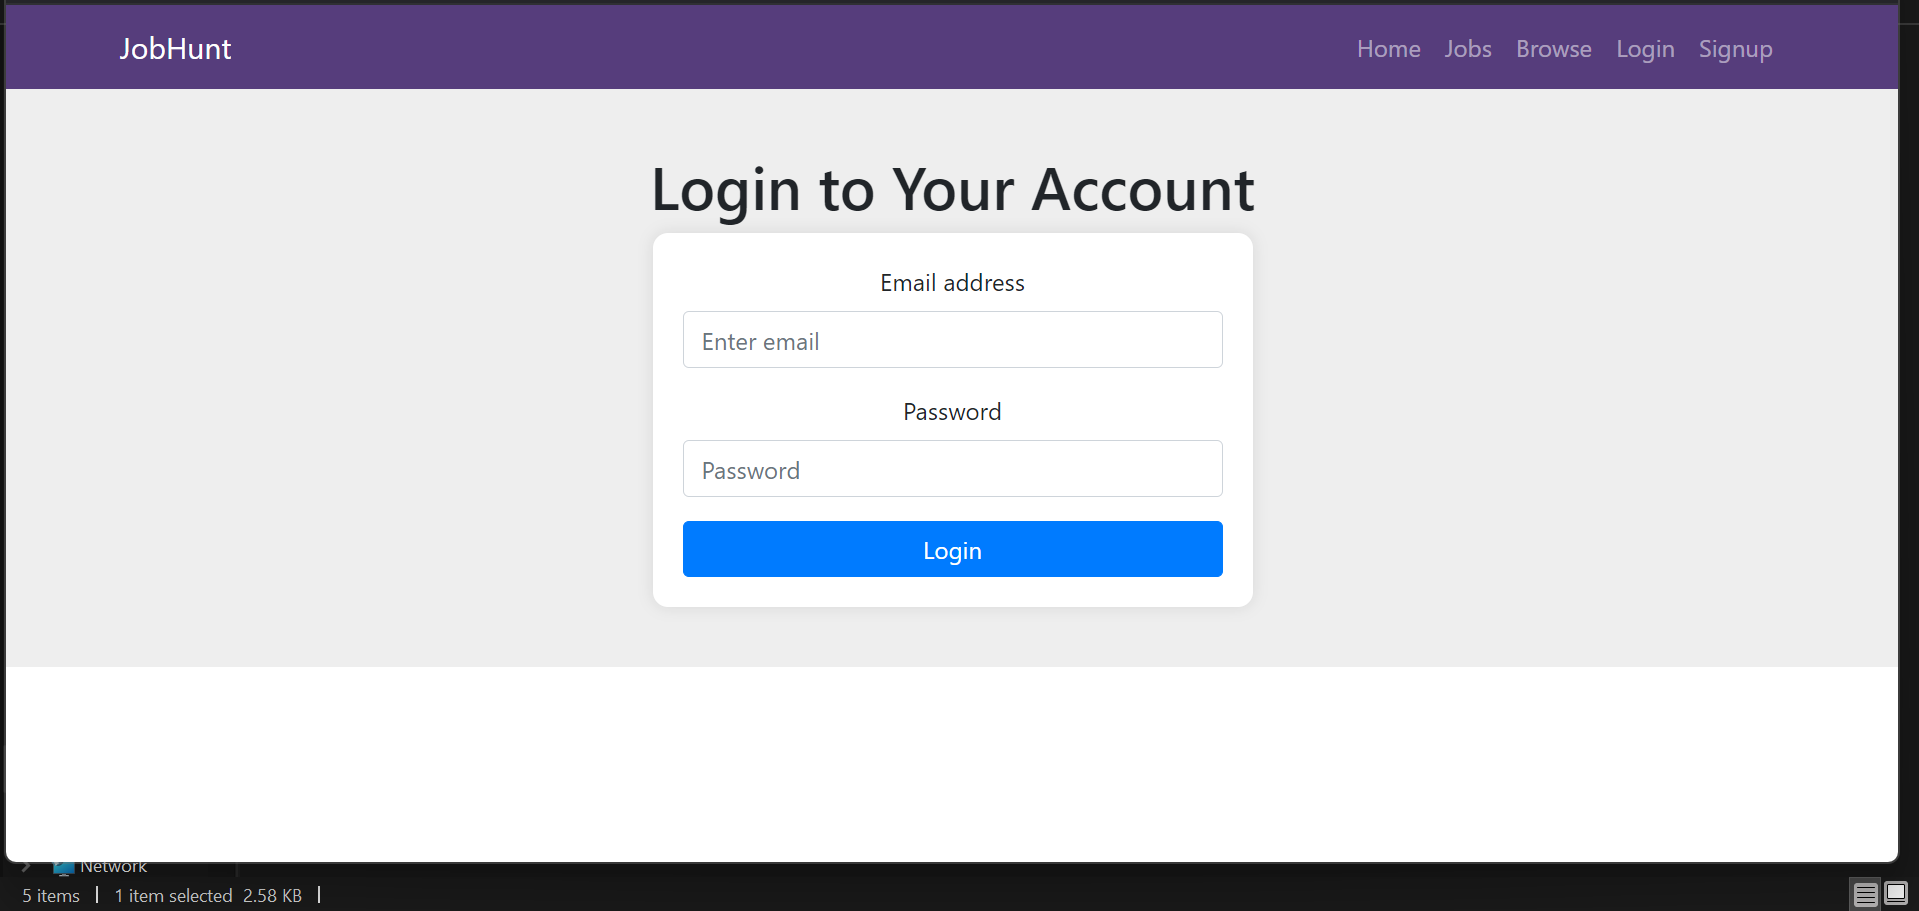 JobHunt
Home Jobs Browse Login Signup
Login to Your Account
Email address
Enter email
Password
Password
Login
Network
5 items 1 item selected 2.58 KB